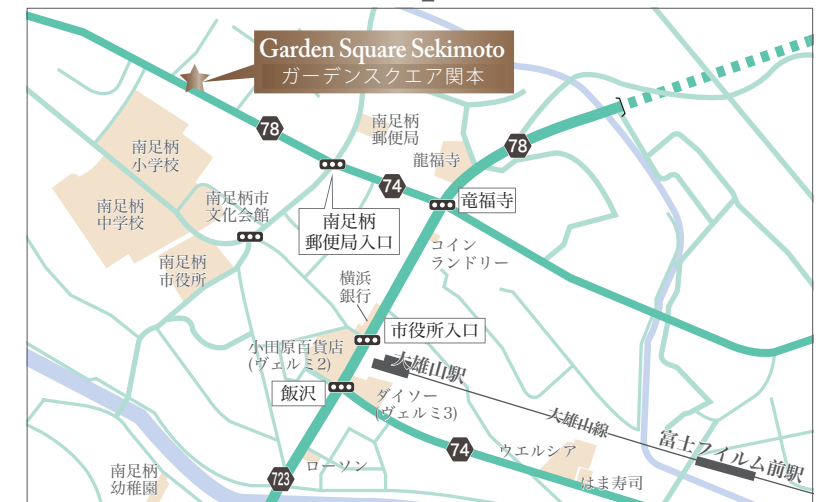 Garden Square Sekimoto
ガーデンスクエア関本
78
南足柄
郵便局
78
南足柄
小学校
龍福寺
74
南足柄
中学校
南足柄市
文化会館
竜福寺
南足柄
郵便局入口
コイン
ランドリー
南足柄
市役所
横浜
銀行
市役所入口
小田原百貨店
(ヴェルミ2)
大雄山駅
飯沢
ダイソー
(ヴェルミ3)
大雄山線
富士フイルム前駅
74
ウエルシア
ローソン
723
はま寿司
南足柄
幼稚園